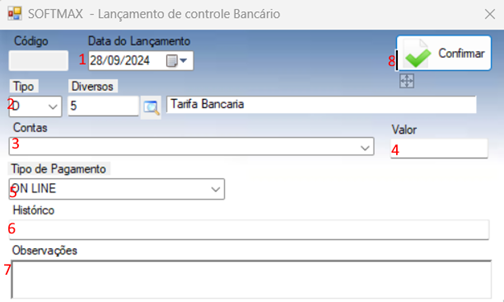 SOFTMAX - Lançamento de controle Bancário
Código Data do Lançamento
1 28/09/2024 8 Confirmar
Tipo Diversos
2 D 5 Tarifa Bancaria
Contas Valor
3 4
Tipo de Pagamento
5 ON LINE
Histórico
6
Observações
7